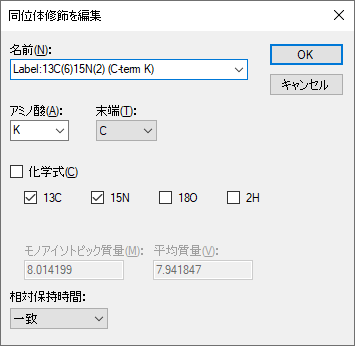 同位体修飾を編集
名前(N):
Label:13C(6)15N(2) (C-term K)
OK
キャンセル
アミノ酸(A):
末端(T):
K
C
化学式(C)
13C
15N
18O
2H
モノアイソトピック質量(M):
平均質量(V):
8.014199
7.941847
相対保持時間:
一致